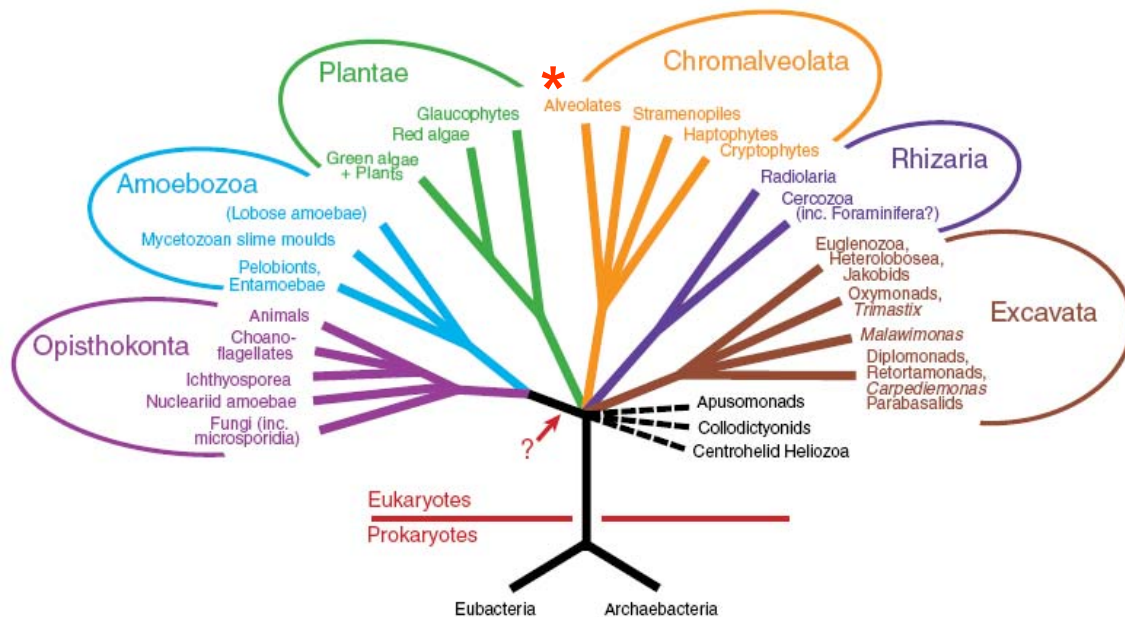 Plantae
*
Chromalveolata
Glaucophytes
Red algae
Green algae
+ Plants
Alveolates
Stramenopiles
Haptophytes
Cryptophytes
Amoebozoa
(Lobose amoebae)
Mycetozoan slime moulds
Pelobionts,
Entamoebae
Rhizaria
Radiolaria
Cercozoa
(inc. Foraminifera?)
Opisthokonta
Animals
Choano-
flagellates
Ichthyosporea
Nucleariid amoebae
Fungi (inc.
microsporidia)
Excavata
Euglenozoa,
Heterolobosea,
Jakobids
Oxymonads,
Trimastix
Malawimonas
Diplomonads,
Retortamonads,
Carpediemonas
Parabasalids
?
Apusomonads
Collodictyonids
Centrohelid Heliozoa
Eukaryotes
Prokaryotes
Eubacteria
Archaebacteria